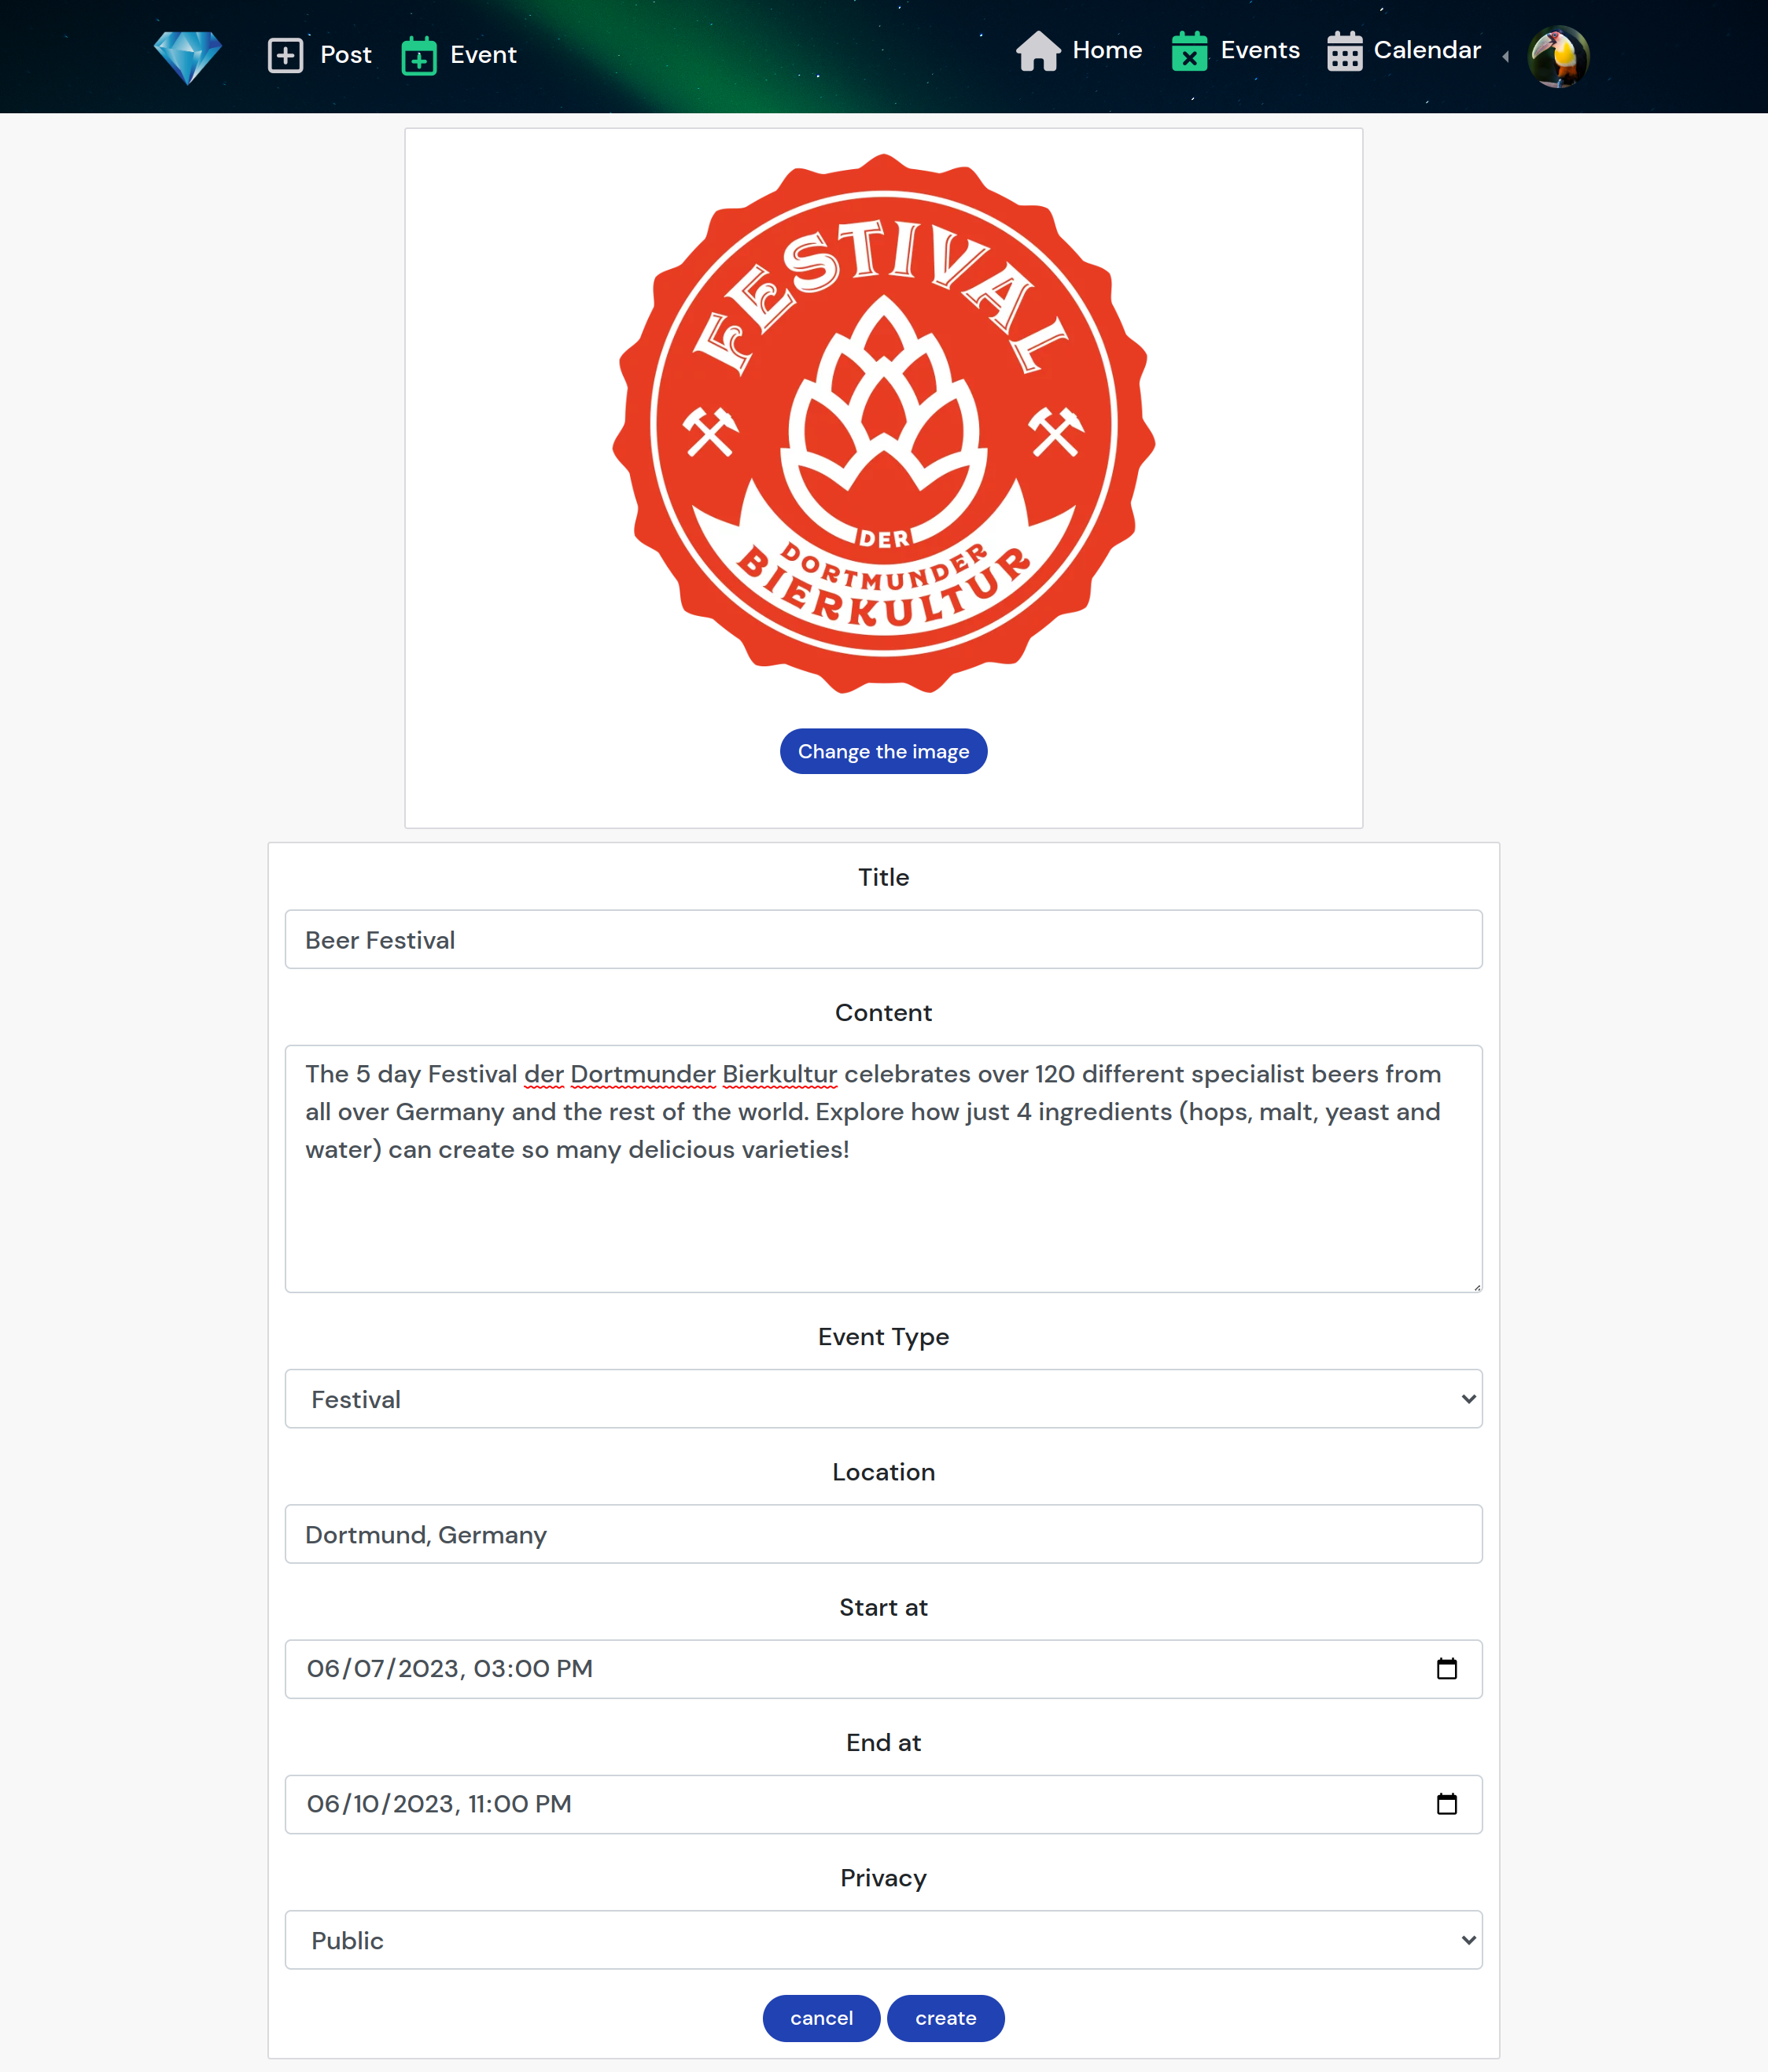 Post
Event
Home
Events
Calendar
FESTIVAL
DER
DORTMUNDER
BIERKULTUR
Change the image
Title
Beer Festival
Content
The 5 day Festival der Dortmunder Bierkultur celebrates over 120 different specialist beers from
all over Germany and the rest of the world. Explore how just 4 ingredients (hops, malt, yeast and
water) can create so many delicious varieties!
Event Type
Festival
Location
Dortmund, Germany
Start at
06/07/2023, 03:00 PM
End at
06/10/2023, 11:00 PM
Privacy
Public
cancel
create